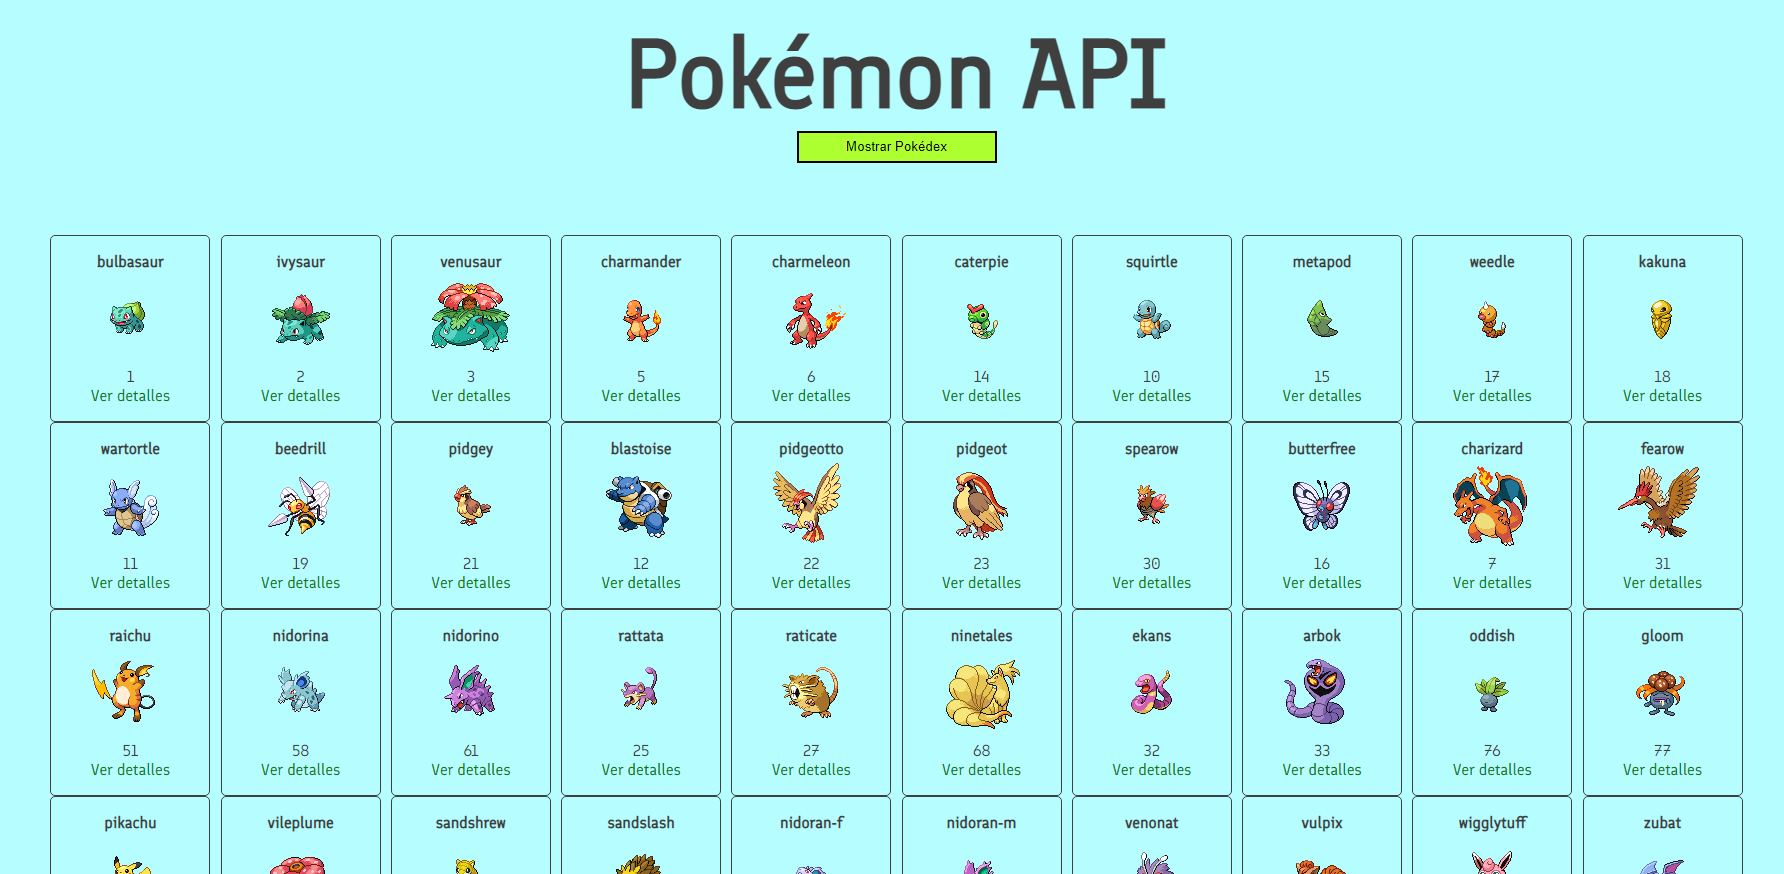 Pokémon API
Mostrar Pokédex
bulbasaur ivysaur venusaur charmander charmeleon caterpie squirtle metapod weedle kakuna
1 2 3 5 6 14 10 15 17 18
Ver detalles Ver detalles Ver detalles Ver detalles Ver detalles Ver detalles Ver detalles Ver detalles Ver detalles Ver detalles
wartortle beedrill pidgey blastoise pidgeotto pidgeot spearow butterfree charizard fearow
11 19 21 12 22 23 30 16 7 31
Ver detalles Ver detalles Ver detalles Ver detalles Ver detalles Ver detalles Ver detalles Ver detalles Ver detalles Ver detalles
raichu nidorina nidorino rattata raticate ninetales ekans arbok oddish gloom
51 58 61 25 27 68 32 33 76 77
Ver detalles Ver detalles Ver detalles Ver detalles Ver detalles Ver detalles Ver detalles Ver detalles Ver detalles Ver detalles
pikachu vileplume sandshrew sandslash nidoran-f nidoran-m venonat vulpix wigglytuff zubat